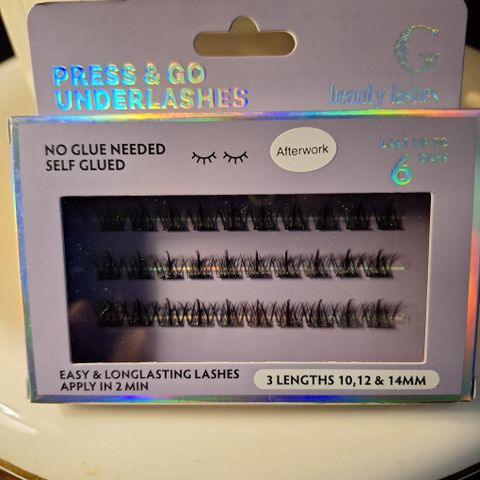 PRESS & GO
UNDERLASHES
G
beauty lashes
NO GLUE NEEDED
SELF GLUED
Afterwork
LAST UP TO
6 DAYS
EASY & LONGLASTING LASHES
APPLY IN 2 MIN
3 LENGTHS 10,12 & 14MM